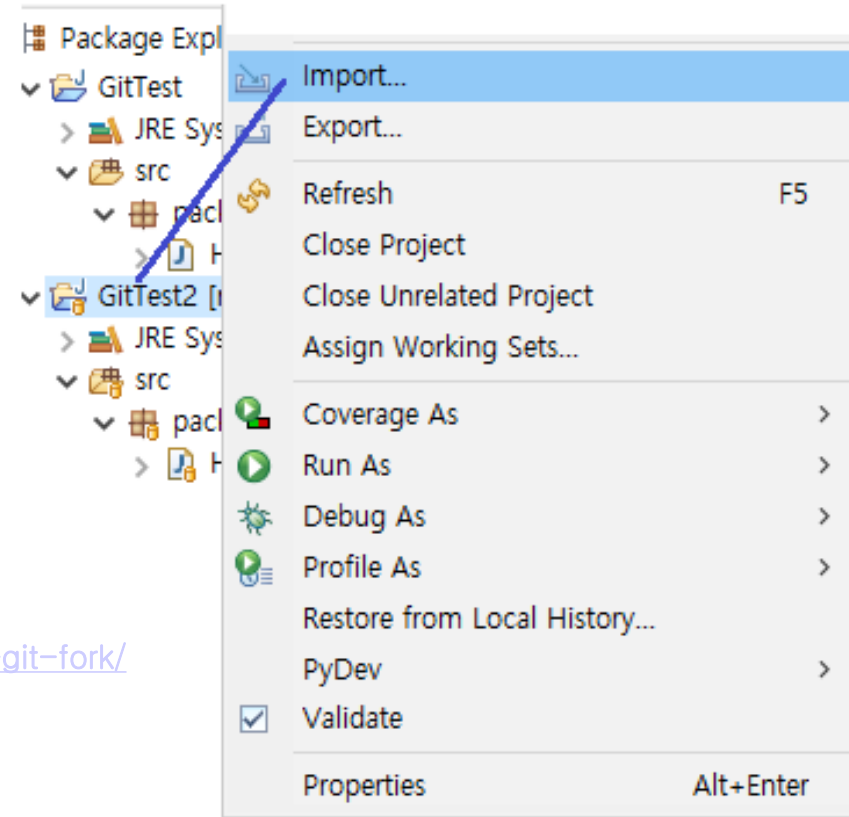 Package Expl
GitTest
JRE Sys
src
pacl
H
GitTest2 [r
JRE Sys
src
pacl
H
git-fork/
Import...
Export...
Refresh F5
Close Project
Close Unrelated Project
Assign Working Sets...
Coverage As
Run As
Debug As
Profile As
Restore from Local History...
PyDev
Validate
Properties Alt+Enter